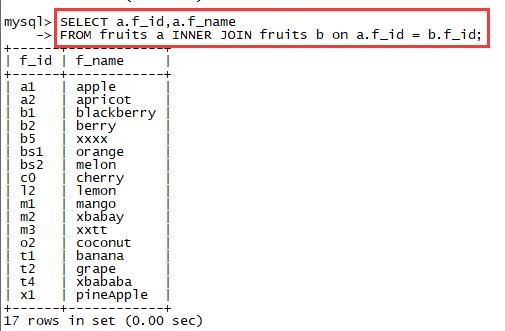 mysql> SELECT a.f_id,a.f_name
    -> FROM fruits a INNER JOIN fruits b on a.f_id = b.f_id;
+------+------------+
| f_id | f_name     |
+------+------------+
| a1   | apple      |
| a2   | apricot    |
| b1   | blackberry |
| b2   | berry      |
| b5   | xxxx       |
| bs1  | orange     |
| bs2  | melon      |
| c0   | cherry     |
| l2   | lemon      |
| m1   | mango      |
| m2   | xbabay     |
| m3   | xxtt       |
| o2   | coconut    |
| t1   | banana     |
| t2   | grape      |
| t4   | xbababa    |
| x1   | pineApple  |
+------+------------+
17 rows in set (0.00 sec)